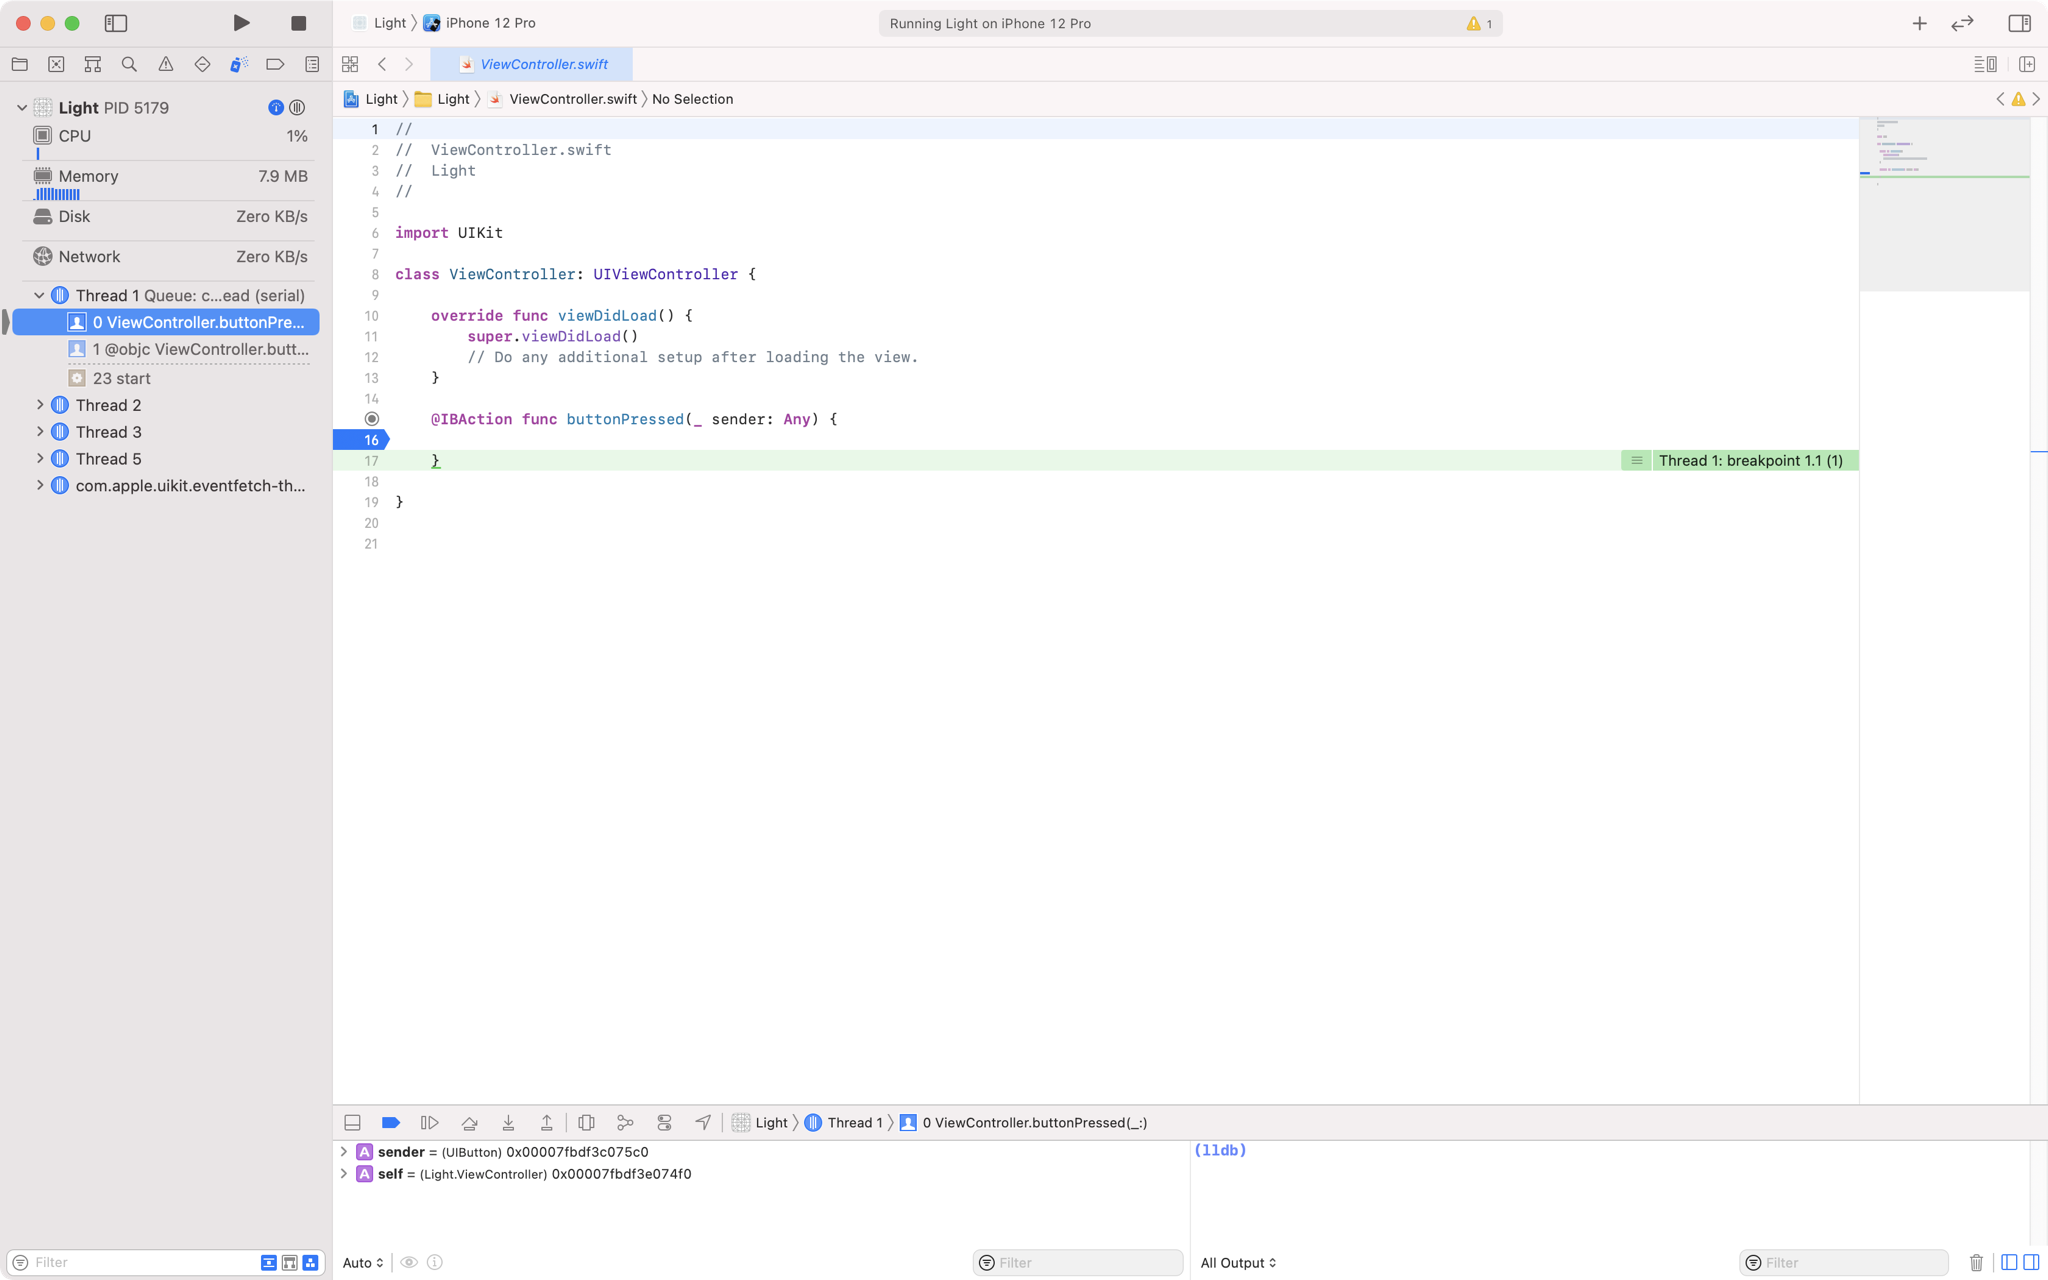 Light
iPhone 12 Pro
Running Light on iPhone 12 Pro
1
ViewController.swift
Light PID 5179
CPU 1%
Memory 7.9 MB
Disk Zero KB/s
Network Zero KB/s
Thread 1 Queue: c...ead (serial)
0 ViewController.buttonPre...
1 @objc ViewController.butt...
23 start
Thread 2
Thread 3
Thread 5
com.apple.uikit.eventfetch-th...
Filter
Light Light ViewController.swift No Selection
1 //
2 //  ViewController.swift
3 //  Light
4 //
5
6 import UIKit
7
8 class ViewController: UIViewController {
9
10     override func viewDidLoad() {
11         super.viewDidLoad()
12         // Do any additional setup after loading the view.
13     }
14
@IBAction func buttonPressed(_ sender: Any) {
16
17     } Thread 1: breakpoint 1.1 (1)
18
19 }
20
21
Light Thread 1 0 ViewController.buttonPressed(_:)
A sender = (UIButton) 0x00007fbdf3c075c0
A self = (Light.ViewController) 0x00007fbdf3e074f0
Auto
Filter
(lldb)
All Output
Filter